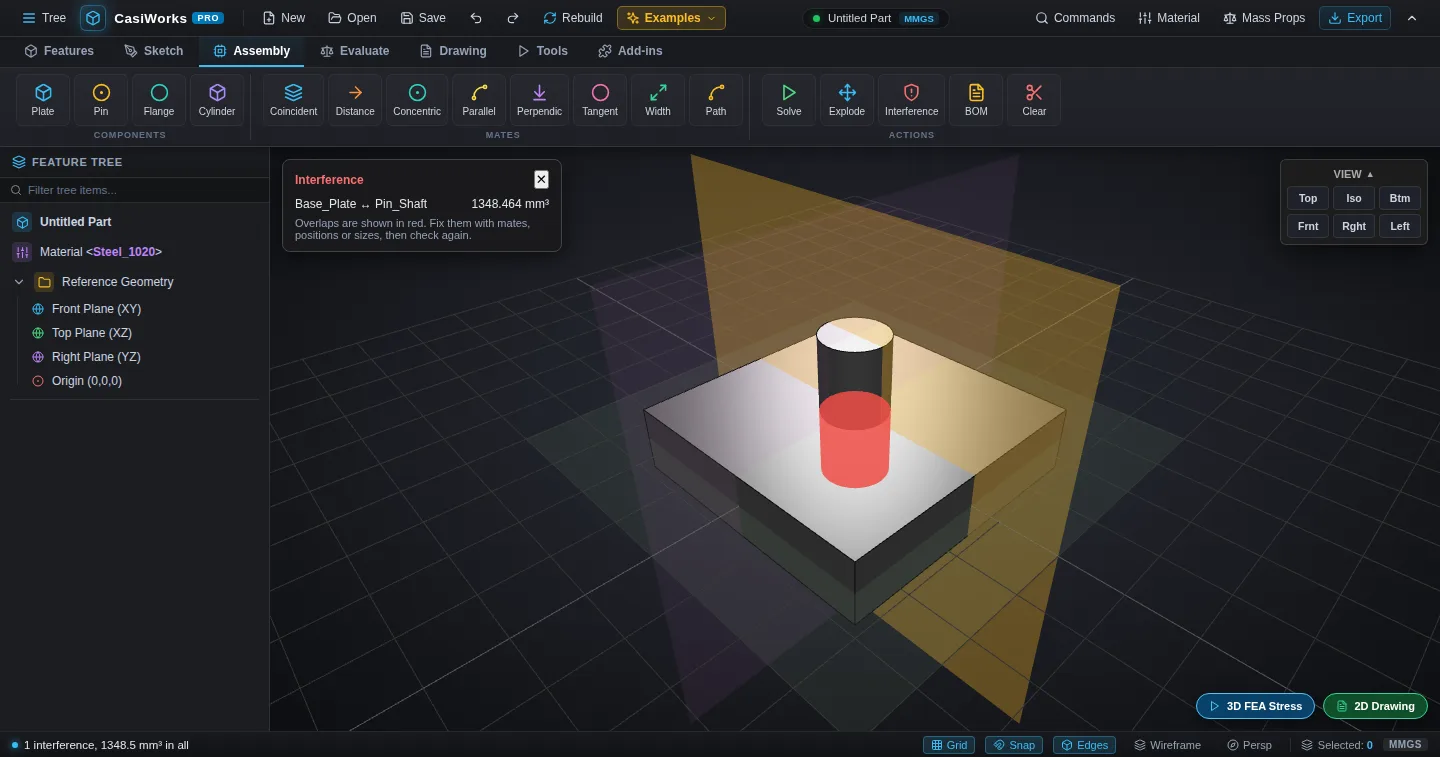 Tree
CasiWorks PRO
New
Open
Save
Rebuild
Examples
Untitled Part MMGS
Commands
Material
Mass Props
Export
Features
Sketch
Assembly
Evaluate
Drawing
Tools
Add-ins
Plate
Pin
Flange
Cylinder
COMPONENTS
Coincident
Distance
Concentric
Parallel
Perpendic
Tangent
Width
Path
MATES
Solve
Explode
Interference
BOM
Clear
ACTIONS
FEATURE TREE
Filter tree items...
Untitled Part
Material <Steel_1020>
Reference Geometry
Front Plane (XY)
Top Plane (XZ)
Right Plane (YZ)
Origin (0,0,0)
Interference
Base_Plate ↔ Pin_Shaft 1348.464 mm³
Overlaps are shown in red. Fix them with mates,
positions or sizes, then check again.
VIEW ▲
Top Iso Btm
Frnt Rght Left
3D FEA Stress
2D Drawing
1 interference, 1348.5 mm³ in all
Grid
Snap
Edges
Wireframe
Persp
Selected: 0
MMGS